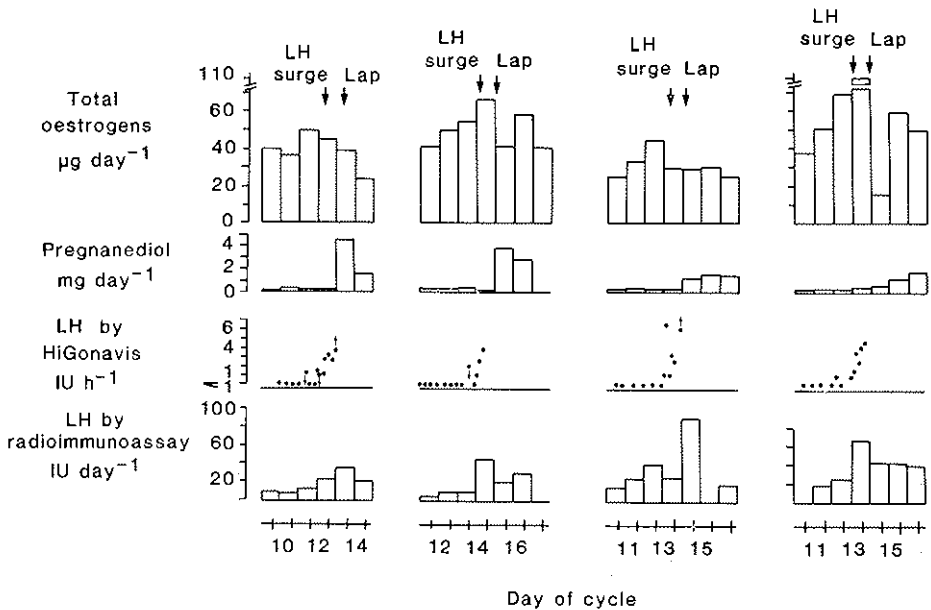 LH surge Lap
LH surge Lap
LH surge Lap
LH surge Lap
Total
oestrogens
µg day⁻¹
110
60
40
20
0
Pregnanediol
mg day⁻¹
4
2
0
LH by
HiGonavis
IU h⁻¹
6
4
2
1
LH by
radioimmunoassay
IU day⁻¹
100
60
20
10 12 14
12 14 16
11 13 15
11 13 15
Day of cycle